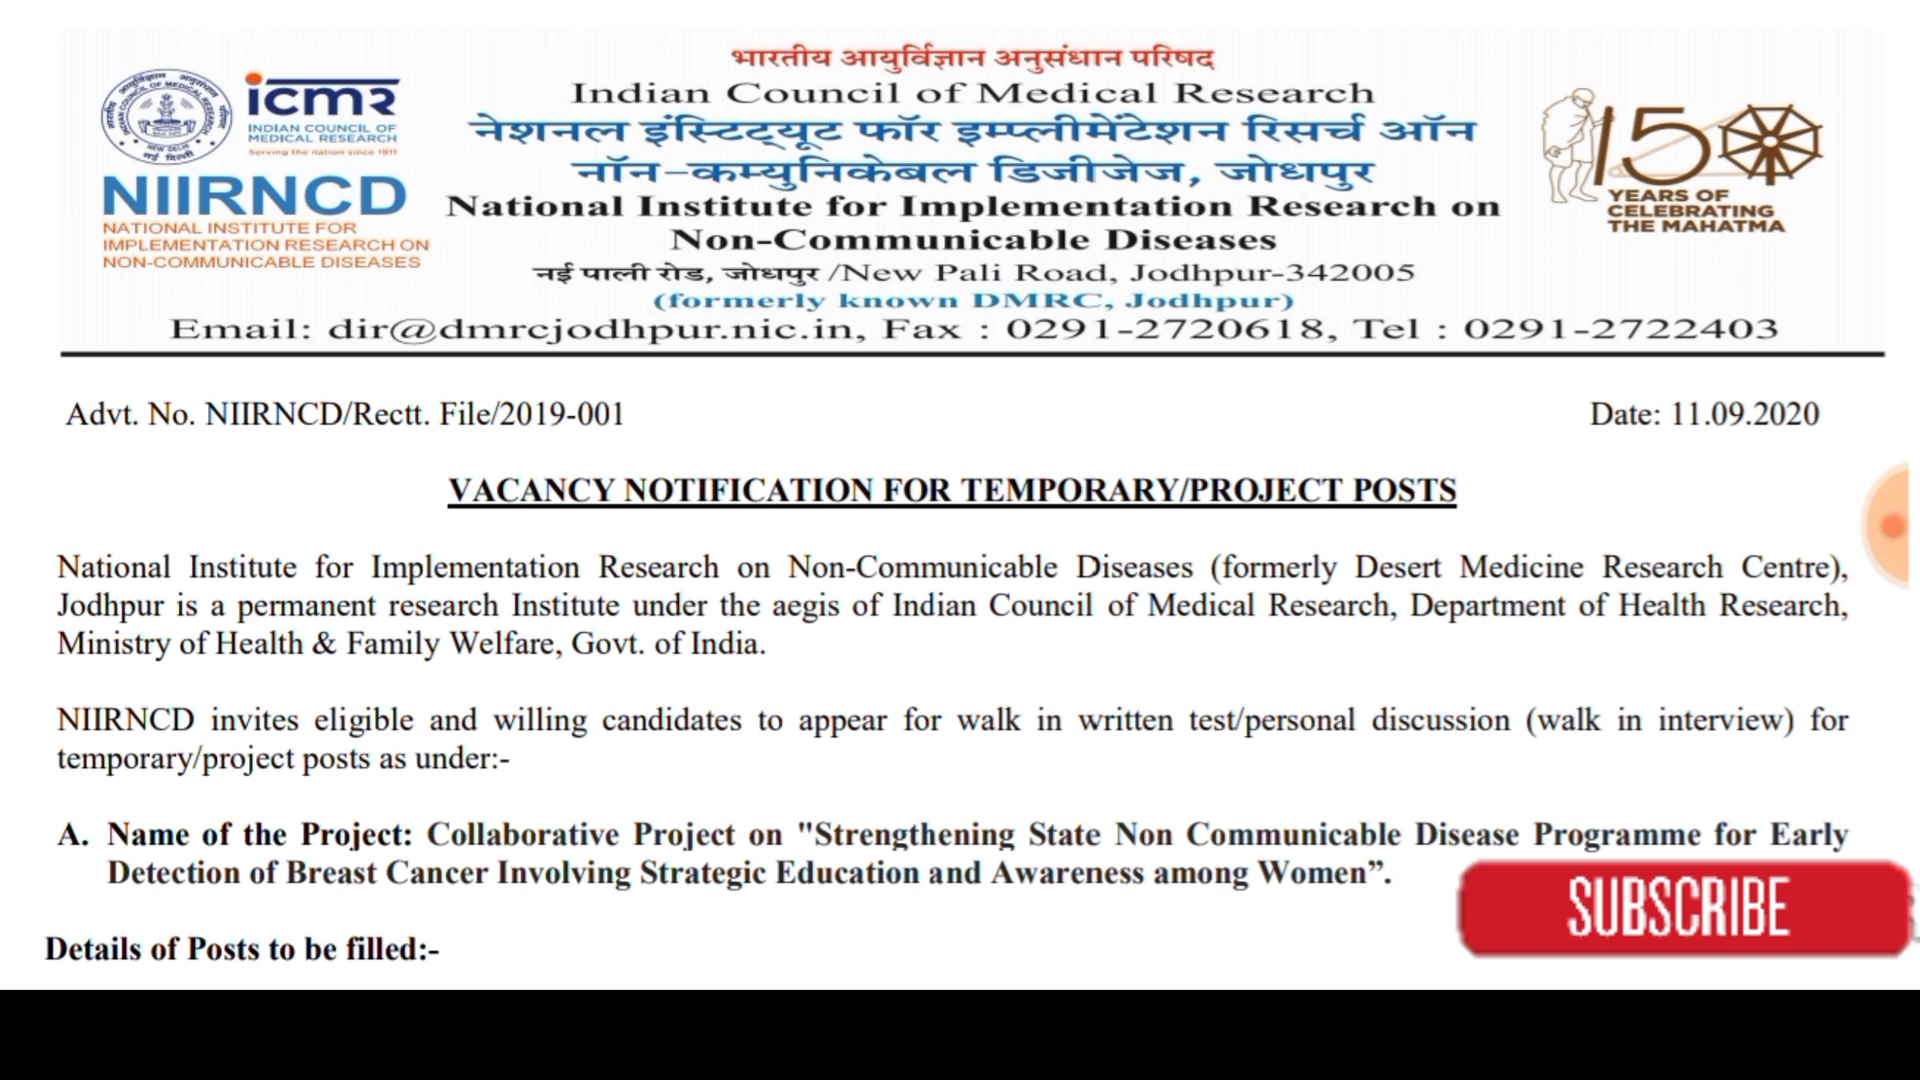 भारतीय आयुर्विज्ञान अनुसंधान परिषद
Indian Council of Medical Research
नेशनल इंस्टिट्यूट फॉर इम्प्लीमेंटेशन रिसर्च ऑन
नॉन-कम्युनिकेबल डिजीजेज, जोधपुर
National Institute for Implementation Research on
Non-Communicable Diseases
नई पाली रोड, जोधपुर /New Pali Road, Jodhpur-342005
(formerly known DMRC, Jodhpur)
Email: dir@dmrcjodhpur.nic.in, Fax : 0291-2720618, Tel : 0291-2722403
INDIAN COUNCIL OF MEDICAL RESEARCH
NEW DELHI
नई दिल्ली
icmr
INDIAN COUNCIL OF
MEDICAL RESEARCH
Serving the nation since 1911
NIIRNCD
NATIONAL INSTITUTE FOR
IMPLEMENTATION RESEARCH ON
NON-COMMUNICABLE DISEASES
150
YEARS OF
CELEBRATING
THE MAHATMA
Advt. No. NIIRNCD/Rectt. File/2019-001 Date: 11.09.2020
VACANCY NOTIFICATION FOR TEMPORARY/PROJECT POSTS
National Institute for Implementation Research on Non-Communicable Diseases (formerly Desert Medicine Research Centre),
Jodhpur is a permanent research Institute under the aegis of Indian Council of Medical Research, Department of Health Research,
Ministry of Health & Family Welfare, Govt. of India.
NIIRNCD invites eligible and willing candidates to appear for walk in written test/personal discussion (walk in interview) for
temporary/project posts as under:-
A. Name of the Project: Collaborative Project on "Strengthening State Non Communicable Disease Programme for Early
Detection of Breast Cancer Involving Strategic Education and Awareness among Women”.
SUBSCRIBE
Details of Posts to be filled:-